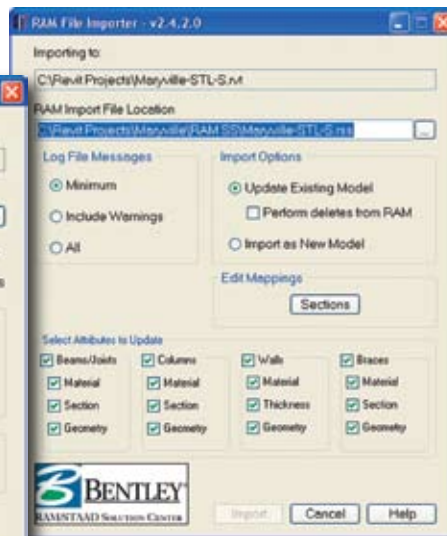 RAM File Importer - v2.4.2.0
Importing to:
C:\Revit Projects\Maryville-STL-S.rvt
RAM Import File Location
C:\Revit Projects\Maryville\RAM SS\Maryville-STL-S.rss ...
Log File Messages
Minimum
Include Warnings
All
Import Options
Update Existing Model
Perform deletes from RAM
Import as New Model
Edit Mappings
Sections
Select Attributes to Update
Beams/Joists Columns Walls Braces
Material Material Material Material
Section Section Thickness Section
Geometry Geometry Geometry Geometry
BENTLEY
RAM/STAAD SOLUTION CENTER
Import Cancel Help